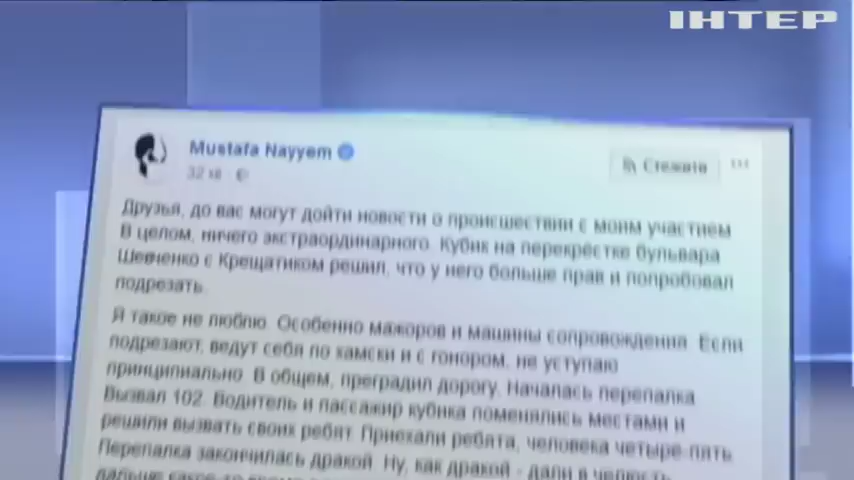 ІНТЕР
Mustafa Nayyem
32 хв
Стежити
Друзья, до вас могут дойти новости о происшествии с моим участием
В целом, ничего экстраординарного. Кубик на перекрёстке бульвара
Шевченко с Крещатиком решил, что у него больше прав и попробовал
подрезать.
Я такое не люблю. Особенно мажоров и машины сопровождения. Если
подрезают, ведут себя по хамски и с гонором, не уступаю
принципиально. В общем, преградил дорогу. Началась перепалка
Вызвал 102. Водитель и пассажир кубика поменялись местами и
решили вызвать своих ребят. Приехали ребята, человека четыре-пять
Перепалка закончилась дракой. Ну, как дракой - дали в челюсть
дальше